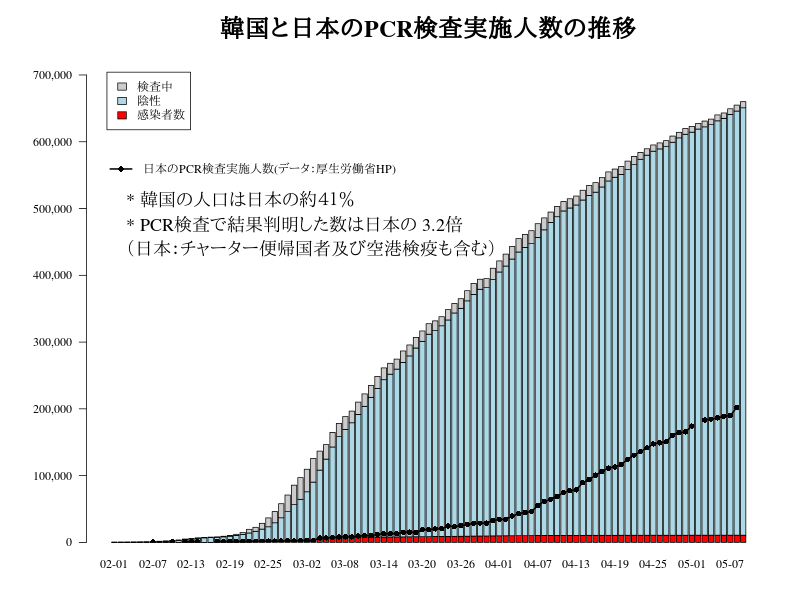 韓国と日本のPCR検査実施人数の推移
700,000
600,000
500,000
400,000
300,000
200,000
100,000
0
検査中
陰性
感染者数
日本のPCR検査実施人数(データ：厚生労働省HP)
* 韓国の人口は日本の約41%
* PCR検査で結果判明した数は日本の 3.2倍
（日本：チャーター便帰国者及び空港検疫も含む）
02-01 02-07 02-13 02-19 02-25 03-02 03-08 03-14 03-20 03-26 04-01 04-07 04-13 04-19 04-25 05-01 05-07